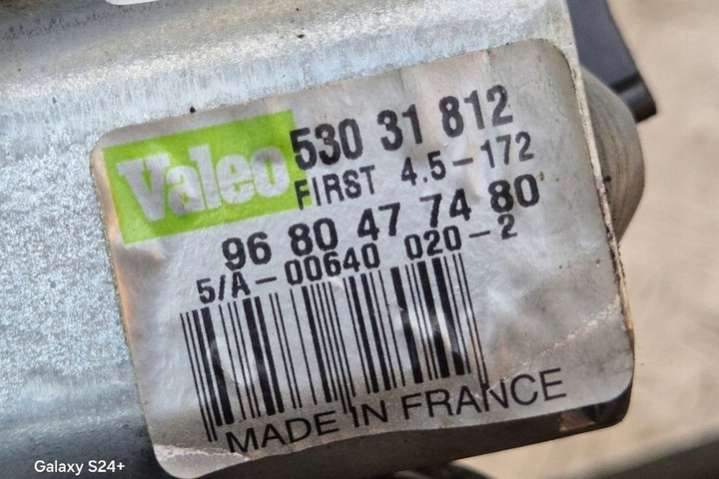 Valeo
530 31 812
FIRST 4.5-172
96 80 47 74 80
5/A-00640 020-2
MADE IN FRANCE
Galaxy S24+